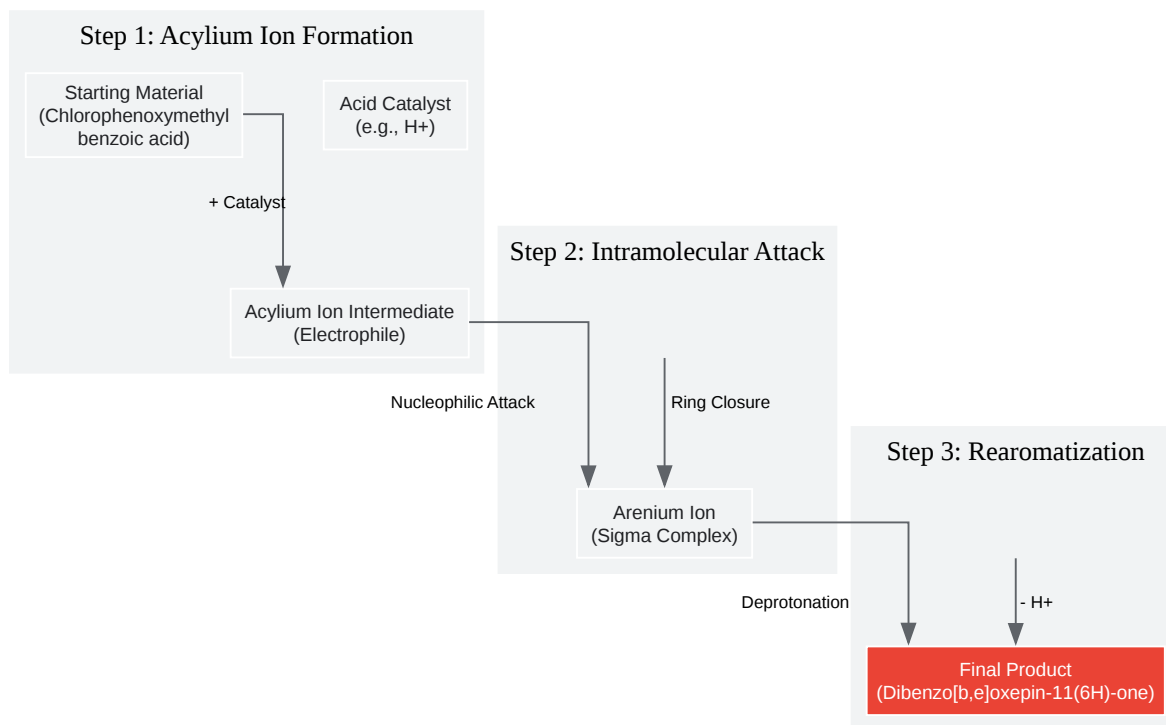 Step 1: Acylium Ion Formation
Starting Material
(Chlorophenoxymethyl
benzoic acid)
Acid Catalyst
(e.g., H+)
+ Catalyst
Acylium Ion Intermediate
(Electrophile)
Step 2: Intramolecular Attack
Nucleophilic Attack
Ring Closure
Arenium Ion
(Sigma Complex)
Step 3: Rearomatization
Deprotonation
- H+
Final Product
(Dibenzo[b,e]oxepin-11(6H)-one)